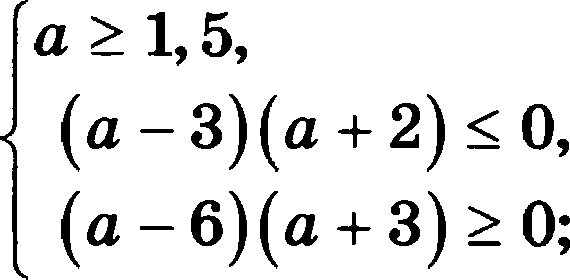 a ≥ 1,5,
(a − 3)(a + 2) ≤ 0,
(a − 6)(a + 3) ≥ 0;